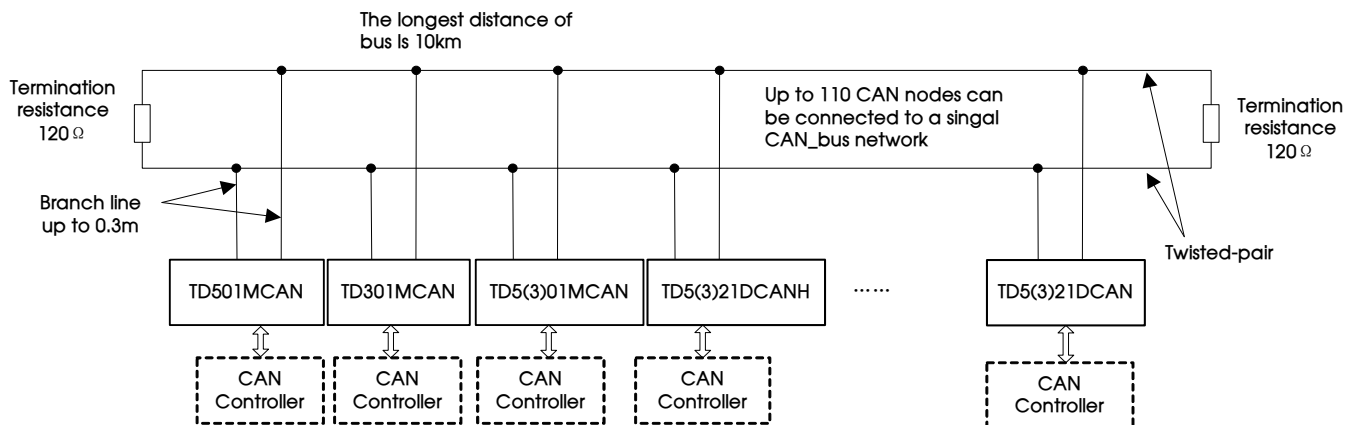 The longest distance of
bus is 10km
Termination
resistance
120Ω
Up to 110 CAN nodes can
be connected to a singal
CAN_bus network
Termination
resistance
120Ω
Branch line
up to 0.3m
Twisted-pair
TD501MCAN
TD301MCAN
TD5(3)01MCAN
TD5(3)21DCANH
……
TD5(3)21DCAN
CAN
Controller
CAN
Controller
CAN
Controller
CAN
Controller
CAN
Controller